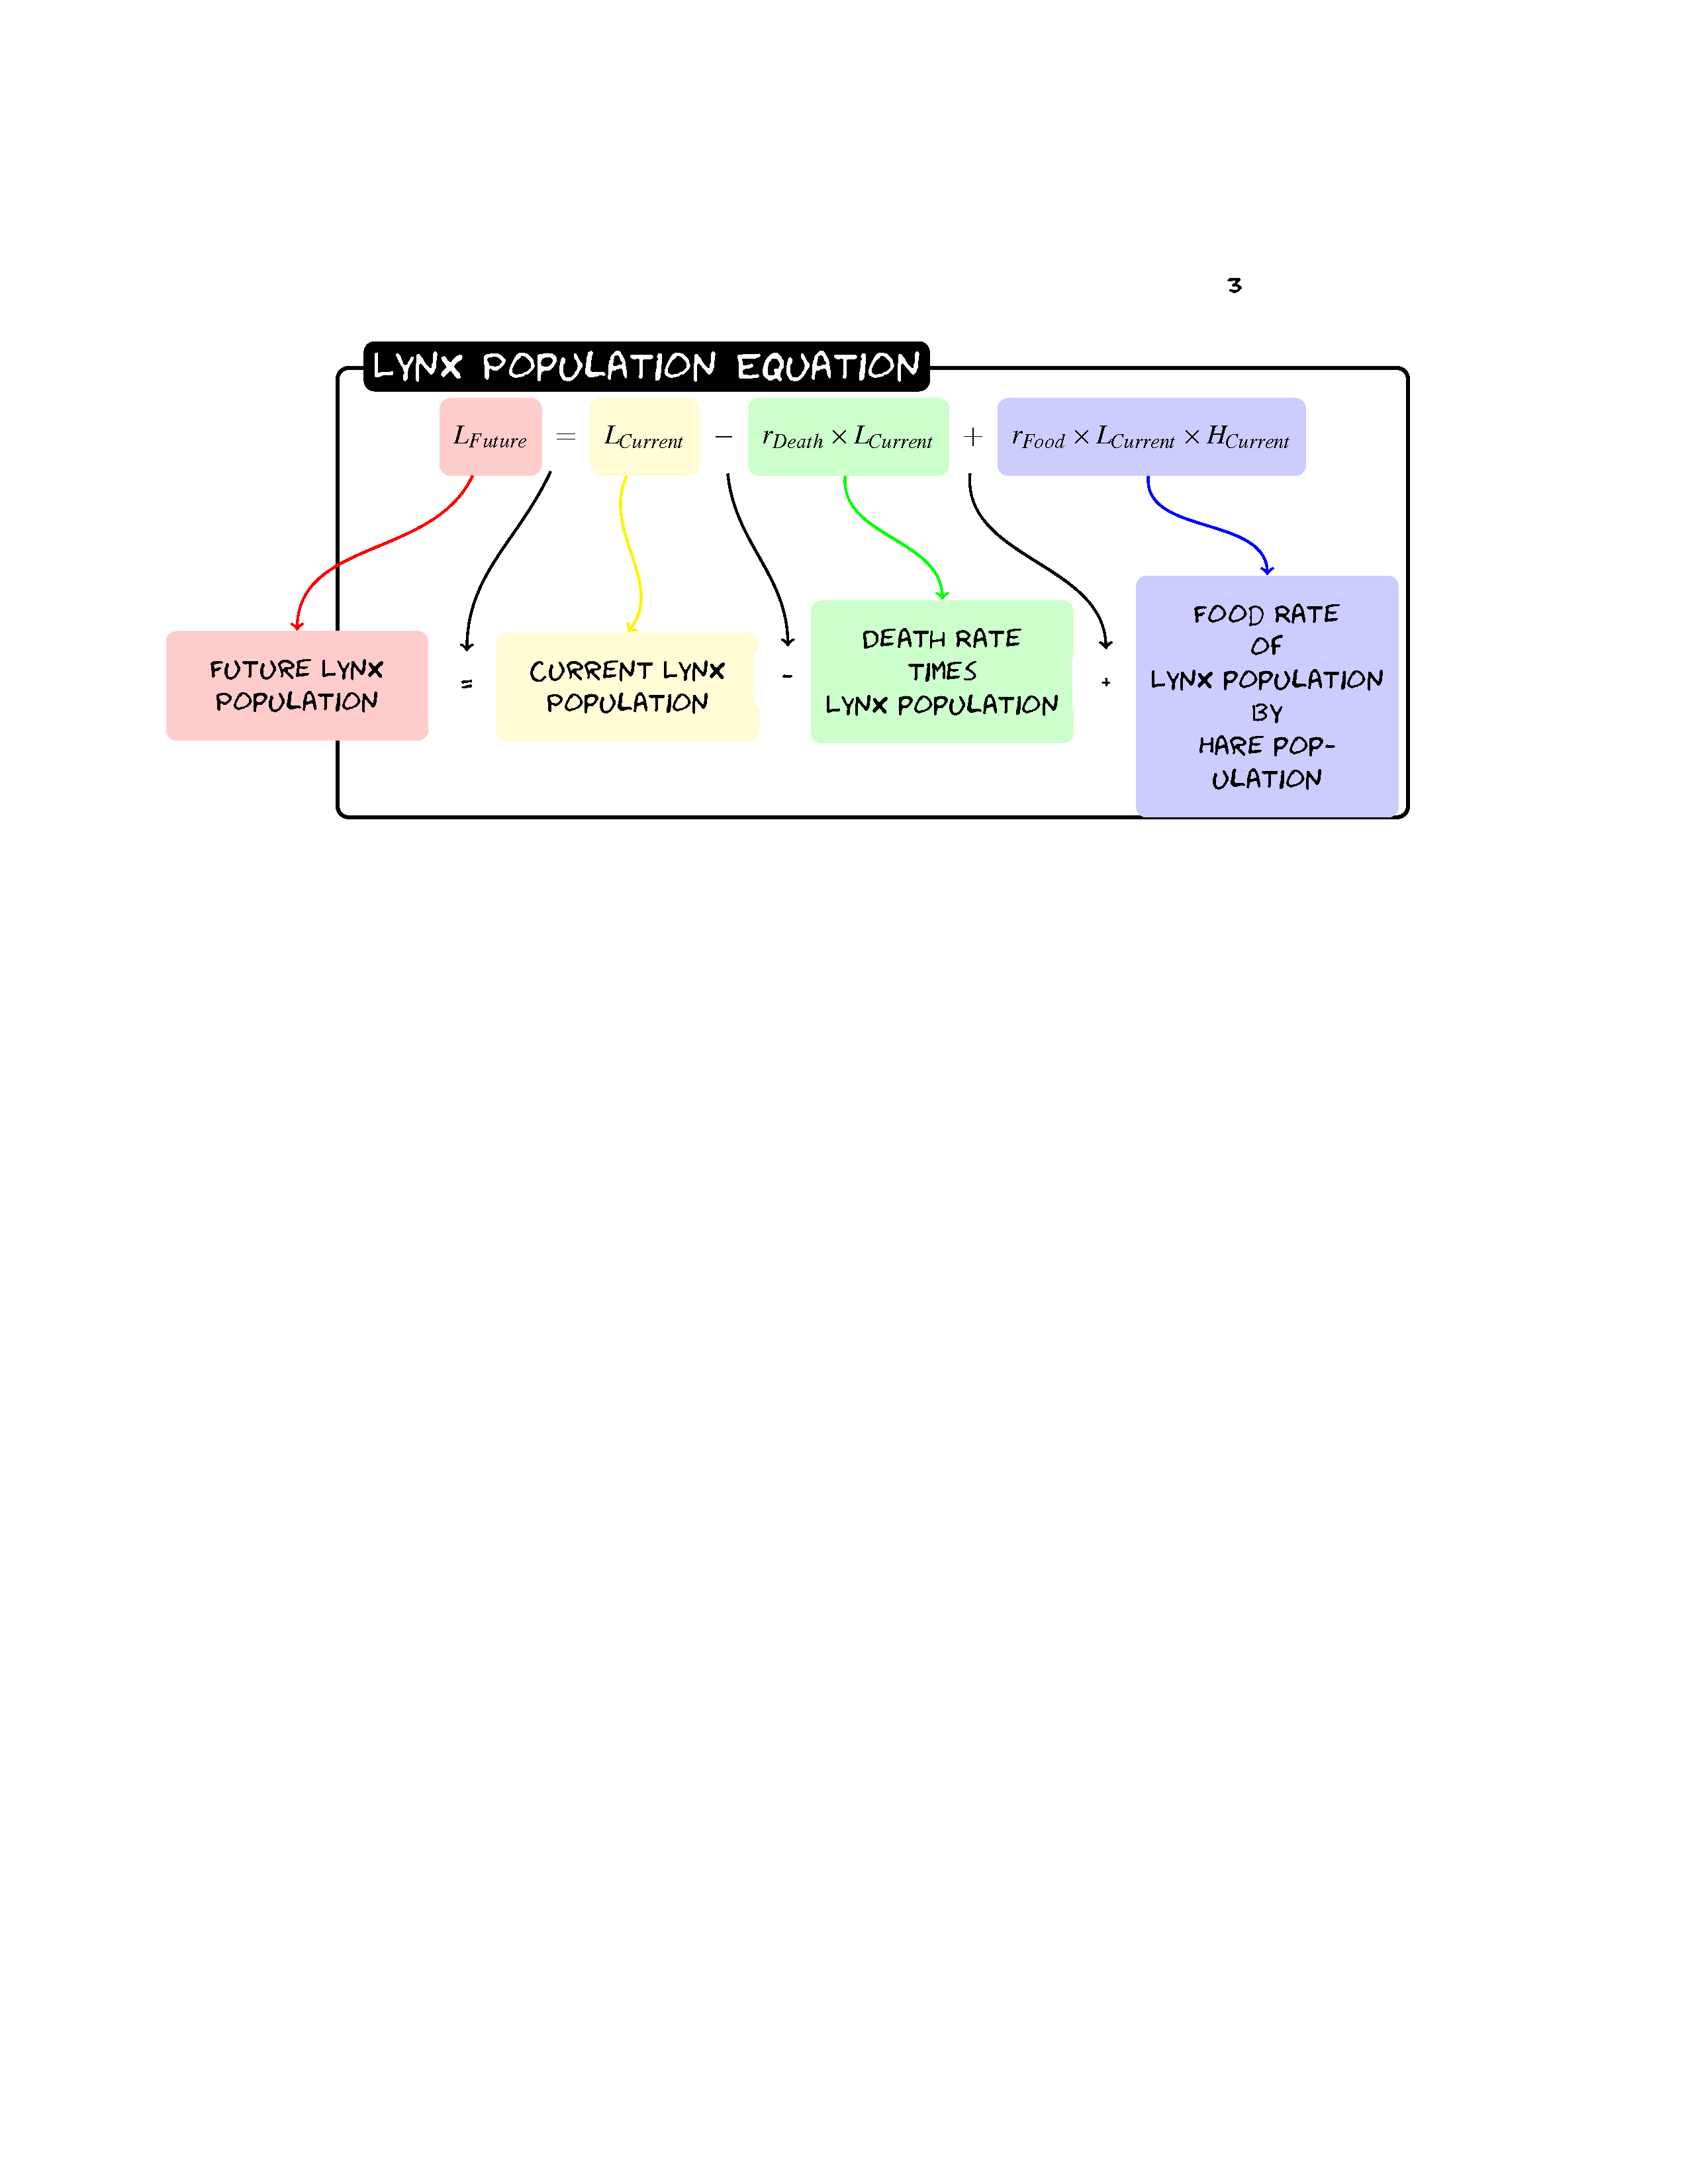 3
LYNX POPULATION EQUATION
L_Future = L_Current − r_Death × L_Current + r_Food × L_Current × H_Current
FUTURE LYNX
POPULATION
=
CURRENT LYNX
POPULATION
-
DEATH RATE
TIMES
LYNX POPULATION
+
FOOD RATE
OF
LYNX POPULATION
BY
HARE POP-
ULATION